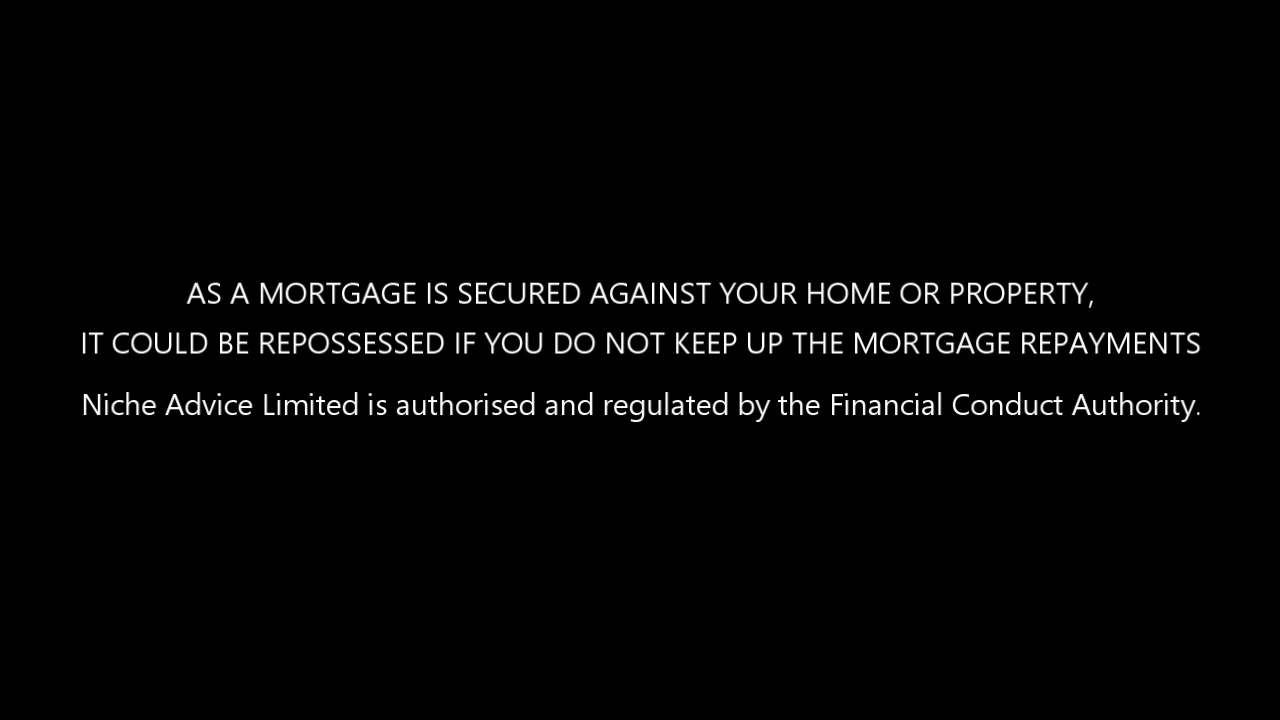 AS A MORTGAGE IS SECURED AGAINST YOUR HOME OR PROPERTY,
IT COULD BE REPOSSESSED IF YOU DO NOT KEEP UP THE MORTGAGE REPAYMENTS
Niche Advice Limited is authorised and regulated by the Financial Conduct Authority.